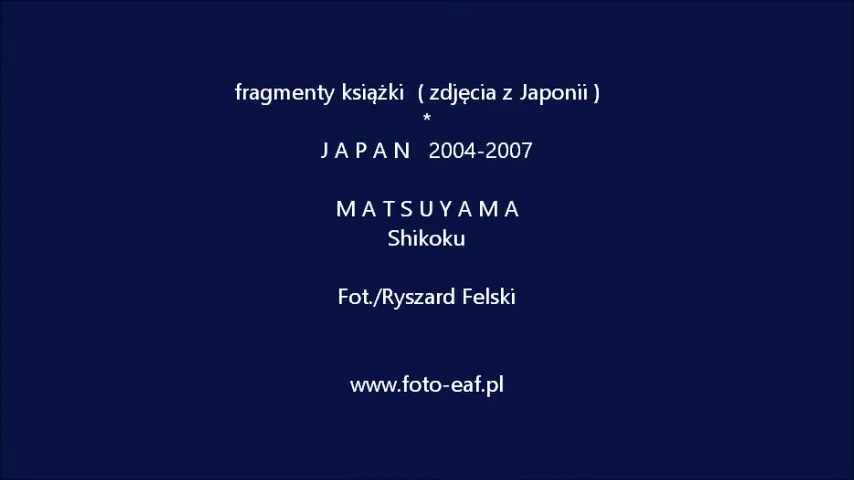 fragmenty książki ( zdjęcia z Japonii )
*
J A P A N 2004-2007
M A T S U Y A M A
Shikoku
Fot./Ryszard Felski
www.foto-eaf.pl